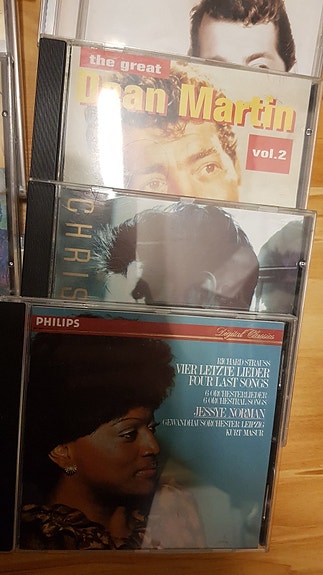 the great
Dean Martin
vol.2
CHRIS
PHILIPS
Digital Classics
RICHARD STRAUSS
VIER LETZTE LIEDER
FOUR LAST SONGS
6 ORCHESTERLIEDER
6 ORCHESTRAL SONGS
JESSYE NORMAN
GEWANDHAUSORCHESTER LEIPZIG
KURT MASUR